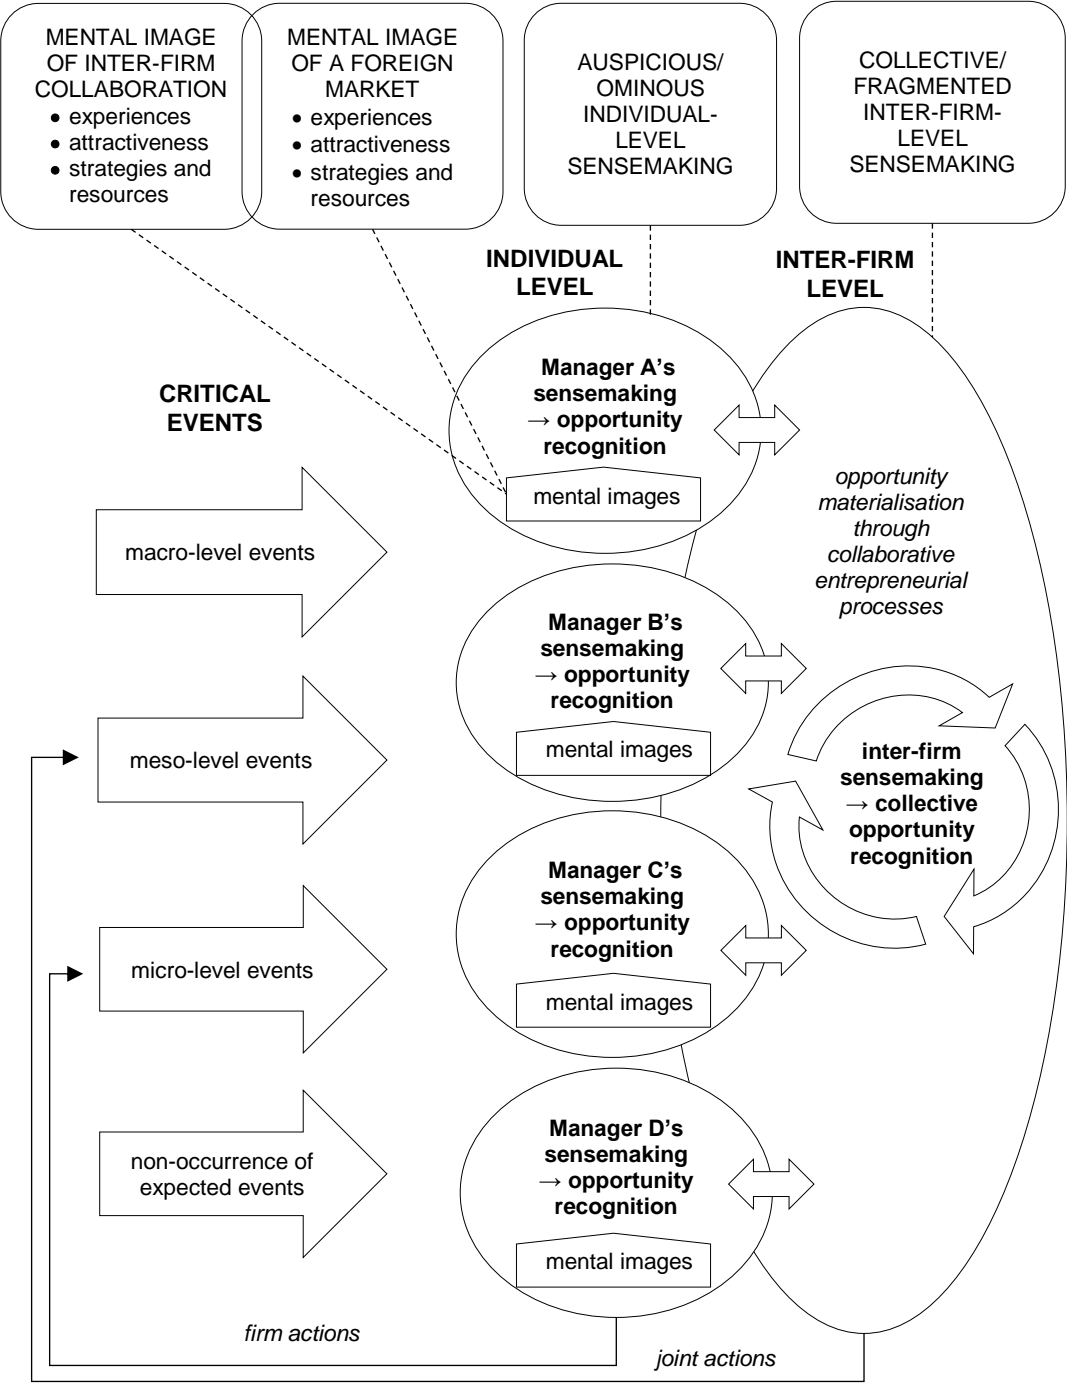 MENTAL IMAGE
OF INTER-FIRM
COLLABORATION
• experiences
• attractiveness
• strategies and
resources
MENTAL IMAGE
OF A FOREIGN
MARKET
• experiences
• attractiveness
• strategies and
resources
AUSPICIOUS/
OMINOUS
INDIVIDUAL-
LEVEL
SENSEMAKING
COLLECTIVE/
FRAGMENTED
INTER-FIRM-
LEVEL
SENSEMAKING
INDIVIDUAL
LEVEL
INTER-FIRM
LEVEL
CRITICAL
EVENTS
Manager A's
sensemaking
→ opportunity
recognition
mental images
macro-level events
opportunity
materialisation
through
collaborative
entrepreneurial
processes
Manager B's
sensemaking
→ opportunity
recognition
mental images
meso-level events
inter-firm
sensemaking
→ collective
opportunity
recognition
Manager C's
sensemaking
→ opportunity
recognition
mental images
micro-level events
Manager D's
sensemaking
→ opportunity
recognition
mental images
non-occurrence of
expected events
firm actions
joint actions